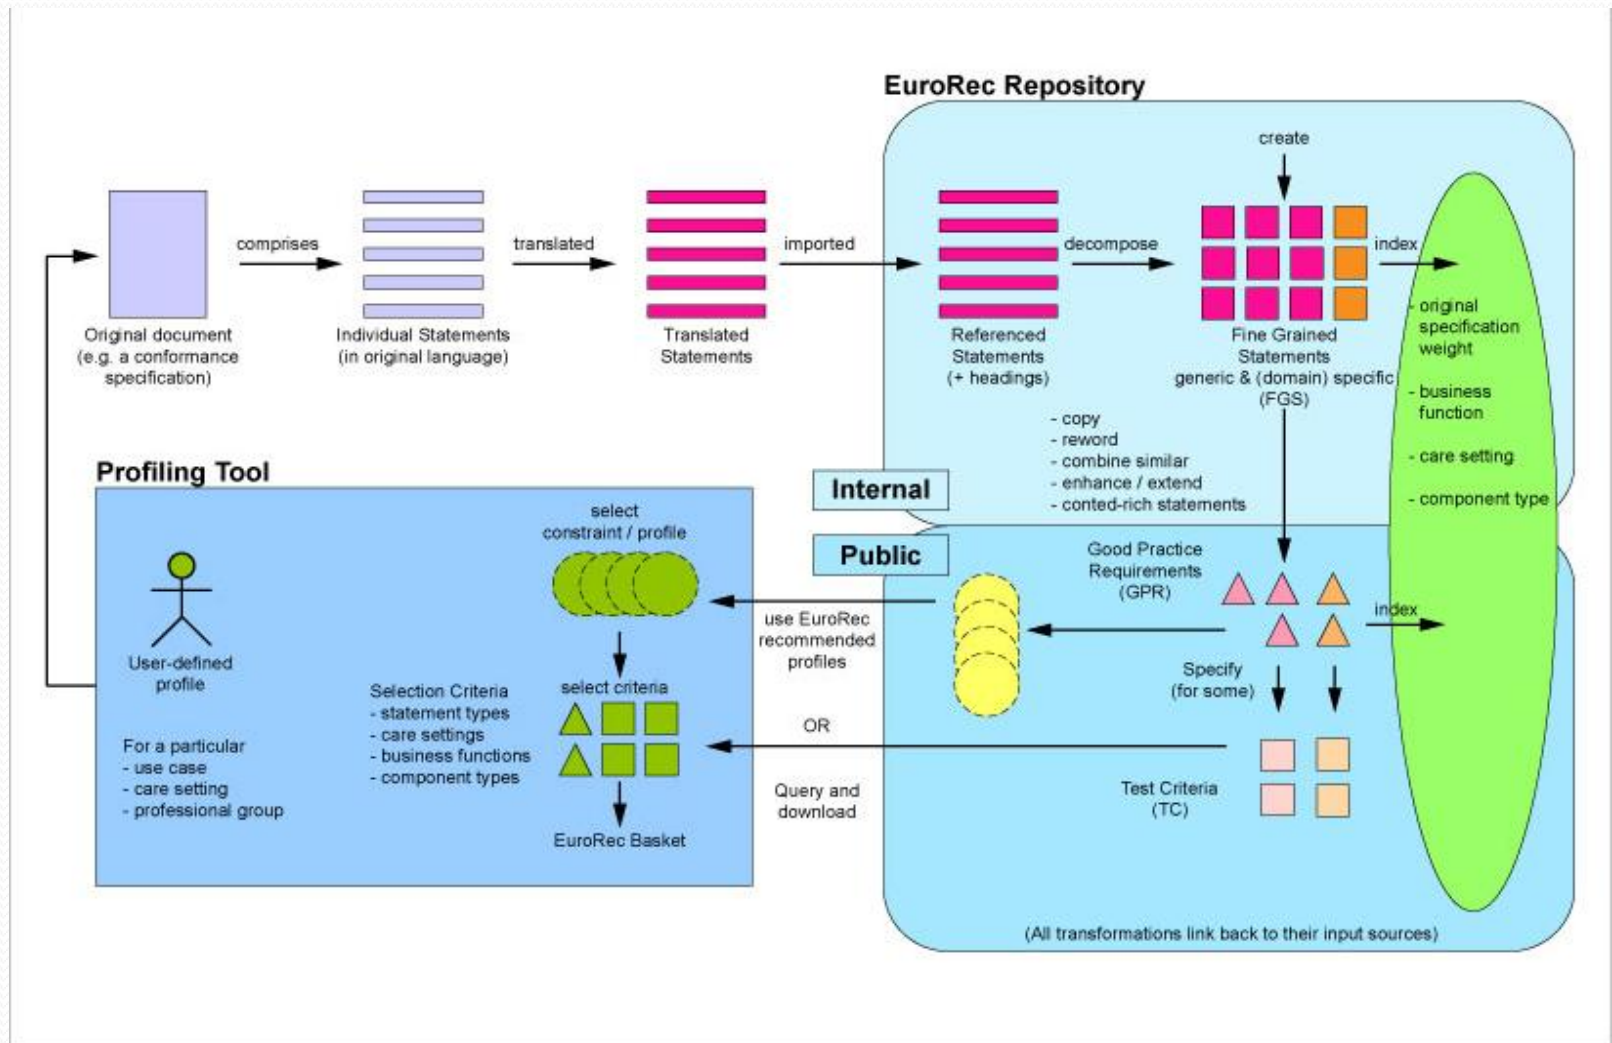 EuroRec Repository
create
comprises
translated
imported
decompose
index
Original document
(e.g. a conformance
specification)
Individual Statements
(in original language)
Translated
Statements
Referenced
Statements
(+ headings)
Fine Grained
Statements
generic & (domain) specific
(FGS)
- original
specification
weight
- business
function
- care setting
- component type
- copy
- reword
- combine similar
- enhance / extend
- conted-rich statements
Internal
Public
Profiling Tool
select
constraint / profile
User-defined
profile
For a particular
- use case
- care setting
- professional group
Selection Criteria
- statement types
- care settings
- business functions
- component types
select criteria
EuroRec Basket
use EuroRec
recommended
profiles
OR
Query and
download
Good Practice
Requirements
(GPR)
index
Specify
(for some)
Test Criteria
(TC)
(All transformations link back to their input sources)